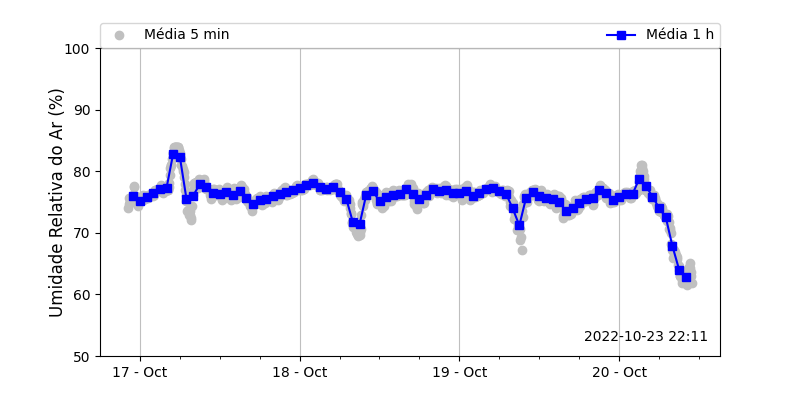 Média 5 min
Média 1 h
Umidade Relativa do Ar (%)
100
90
80
70
60
50
2022-10-23 22:11
17 - Oct
18 - Oct
19 - Oct
20 - Oct